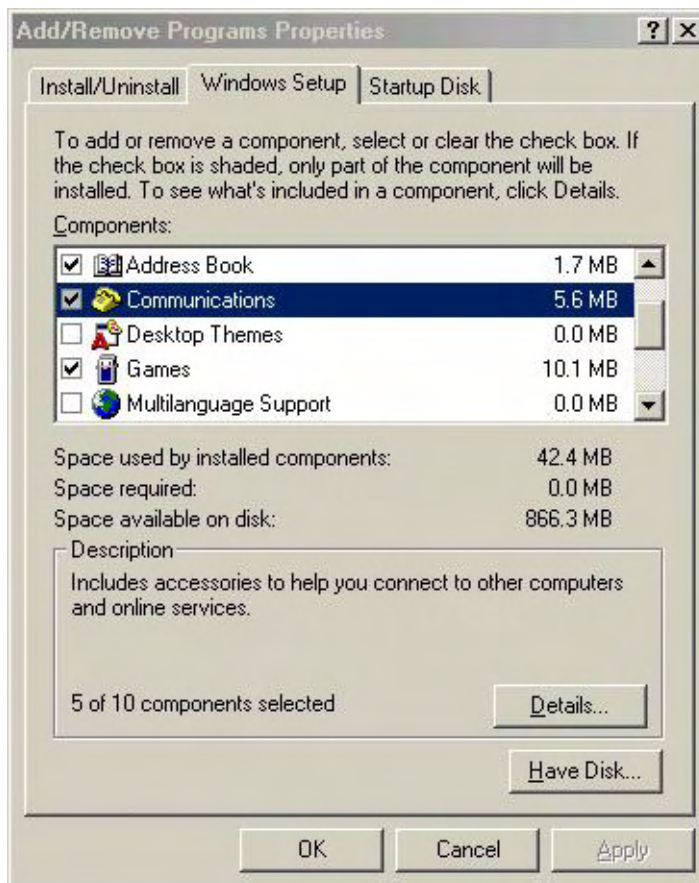 Add/Remove Programs Properties
Install/Uninstall Windows Setup Startup Disk
To add or remove a component, select or clear the check box. If
the check box is shaded, only part of the component will be
installed. To see what's included in a component, click Details.
Components:
Address Book 1.7 MB
Communications 5.6 MB
Desktop Themes 0.0 MB
Games 10.1 MB
Multilanguage Support 0.0 MB
Space used by installed components: 42.4 MB
Space required: 0.0 MB
Space available on disk: 866.3 MB
Description
Includes accessories to help you connect to other computers
and online services.
5 of 10 components selected Details...
Have Disk...
OK Cancel Apply